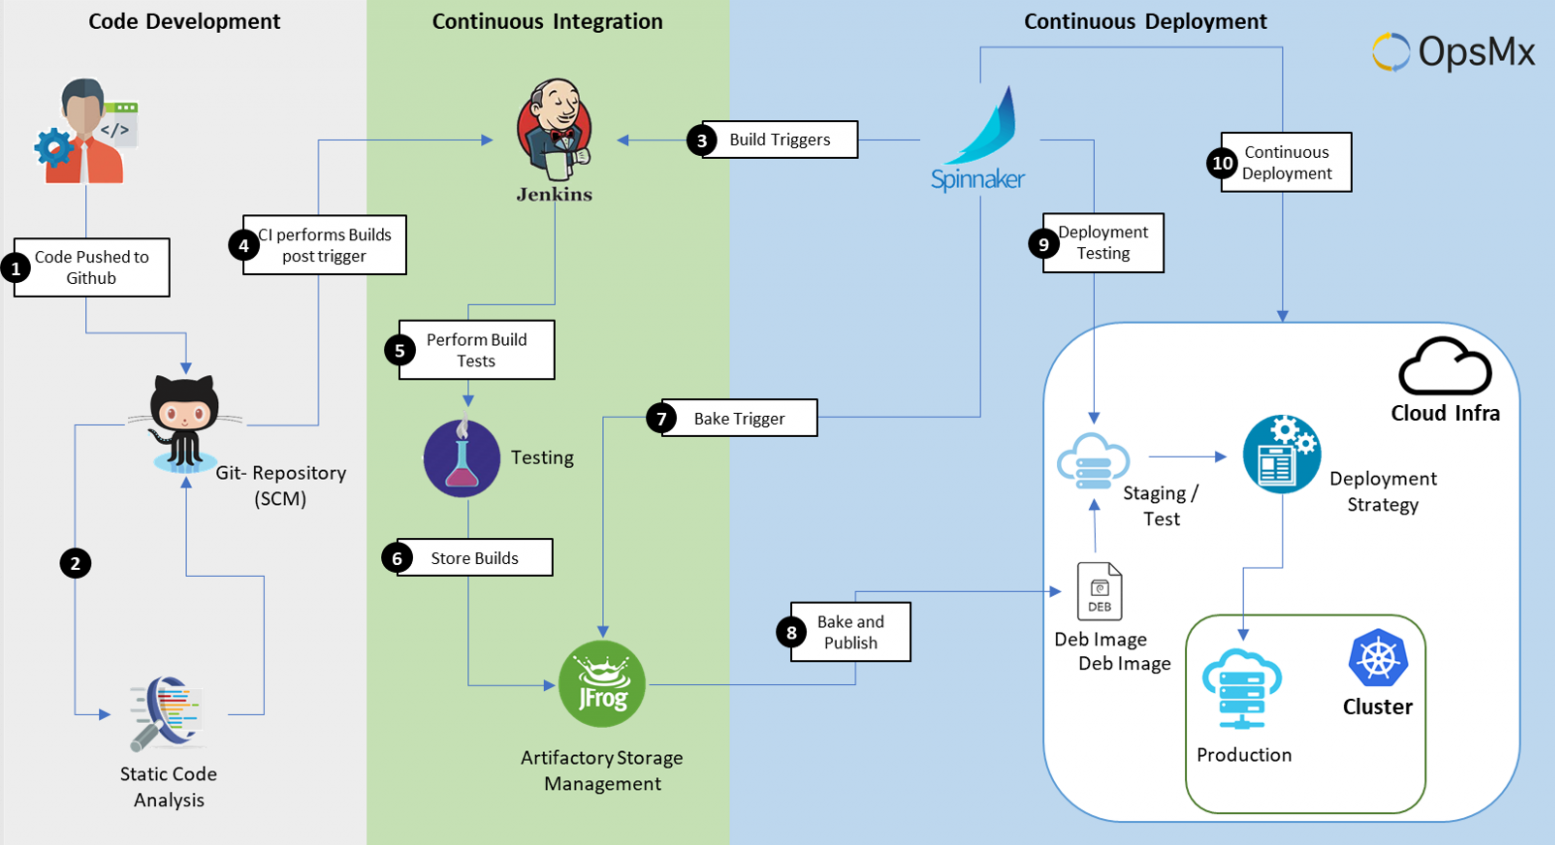 Code Development
Continuous Integration
Continuous Deployment
OpsMx
</>
Jenkins
3
Build Triggers
Spinnaker
10
Continuous
Deployment
1
Code Pushed to
Github
4
CI performs Builds
post trigger
9
Deployment
Testing
5
Perform Build
Tests
7
Bake Trigger
Cloud Infra
Git- Repository
(SCM)
Testing
Staging /
Test
Deployment
Strategy
2
6
Store Builds
8
Bake and
Publish
DEB
Deb Image
Deb Image
JFrog
Cluster
Production
Artifactory Storage
Management
Static Code
Analysis